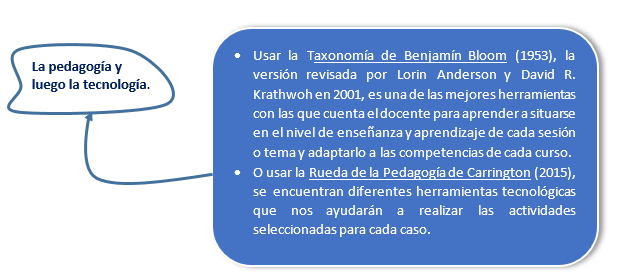 La pedagogía y
luego la tecnología.
• Usar la Taxonomía de Benjamín Bloom (1953), la
versión revisada por Lorin Anderson y David R.
Krathwoh en 2001, es una de las mejores herramientas
con las que cuenta el docente para aprender a situarse
en el nivel de enseñanza y aprendizaje de cada sesión
o tema y adaptarlo a las competencias de cada curso.
• O usar la Rueda de la Pedagogía de Carrington (2015),
se encuentran diferentes herramientas tecnológicas
que nos ayudarán a realizar las actividades
seleccionadas para cada caso.